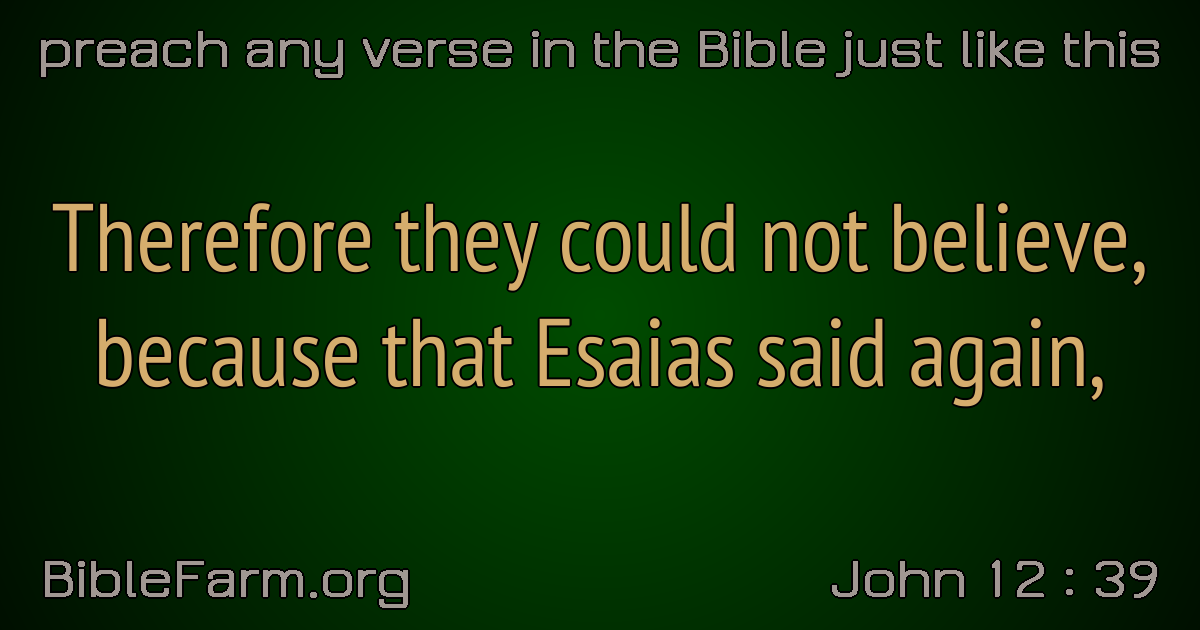 preach any verse in the Bible just like this
Therefore they could not believe,
because that Esaias said again,
BibleFarm.org
John 12 : 39